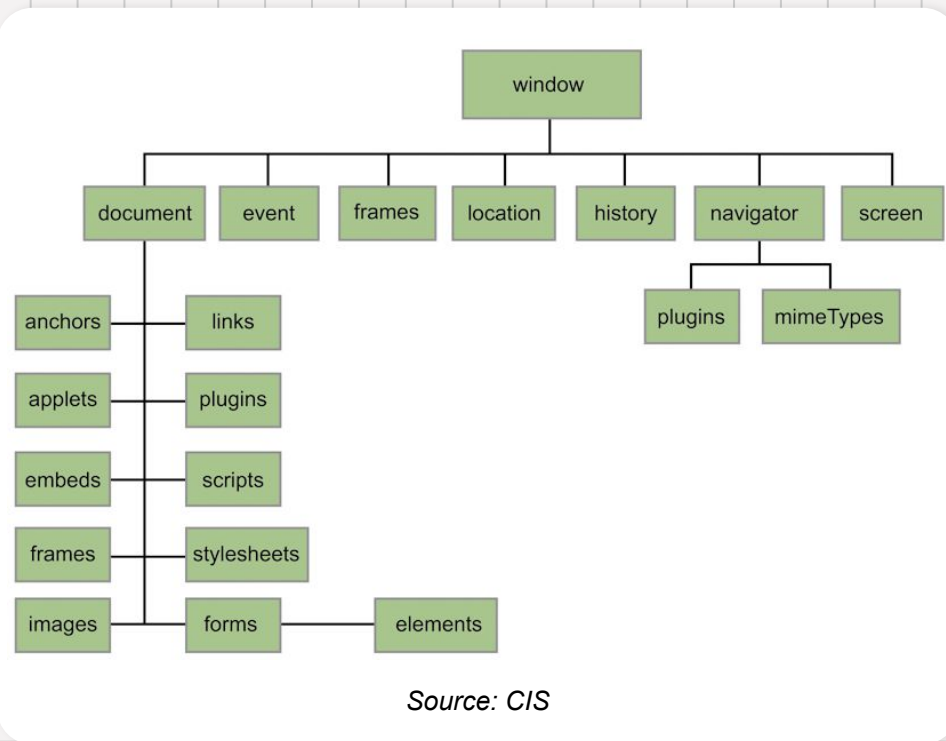 window
document
event
frames
location
history
navigator
screen
plugins
mimeTypes
anchors
links
applets
plugins
embeds
scripts
frames
stylesheets
images
forms
elements
Source: CIS